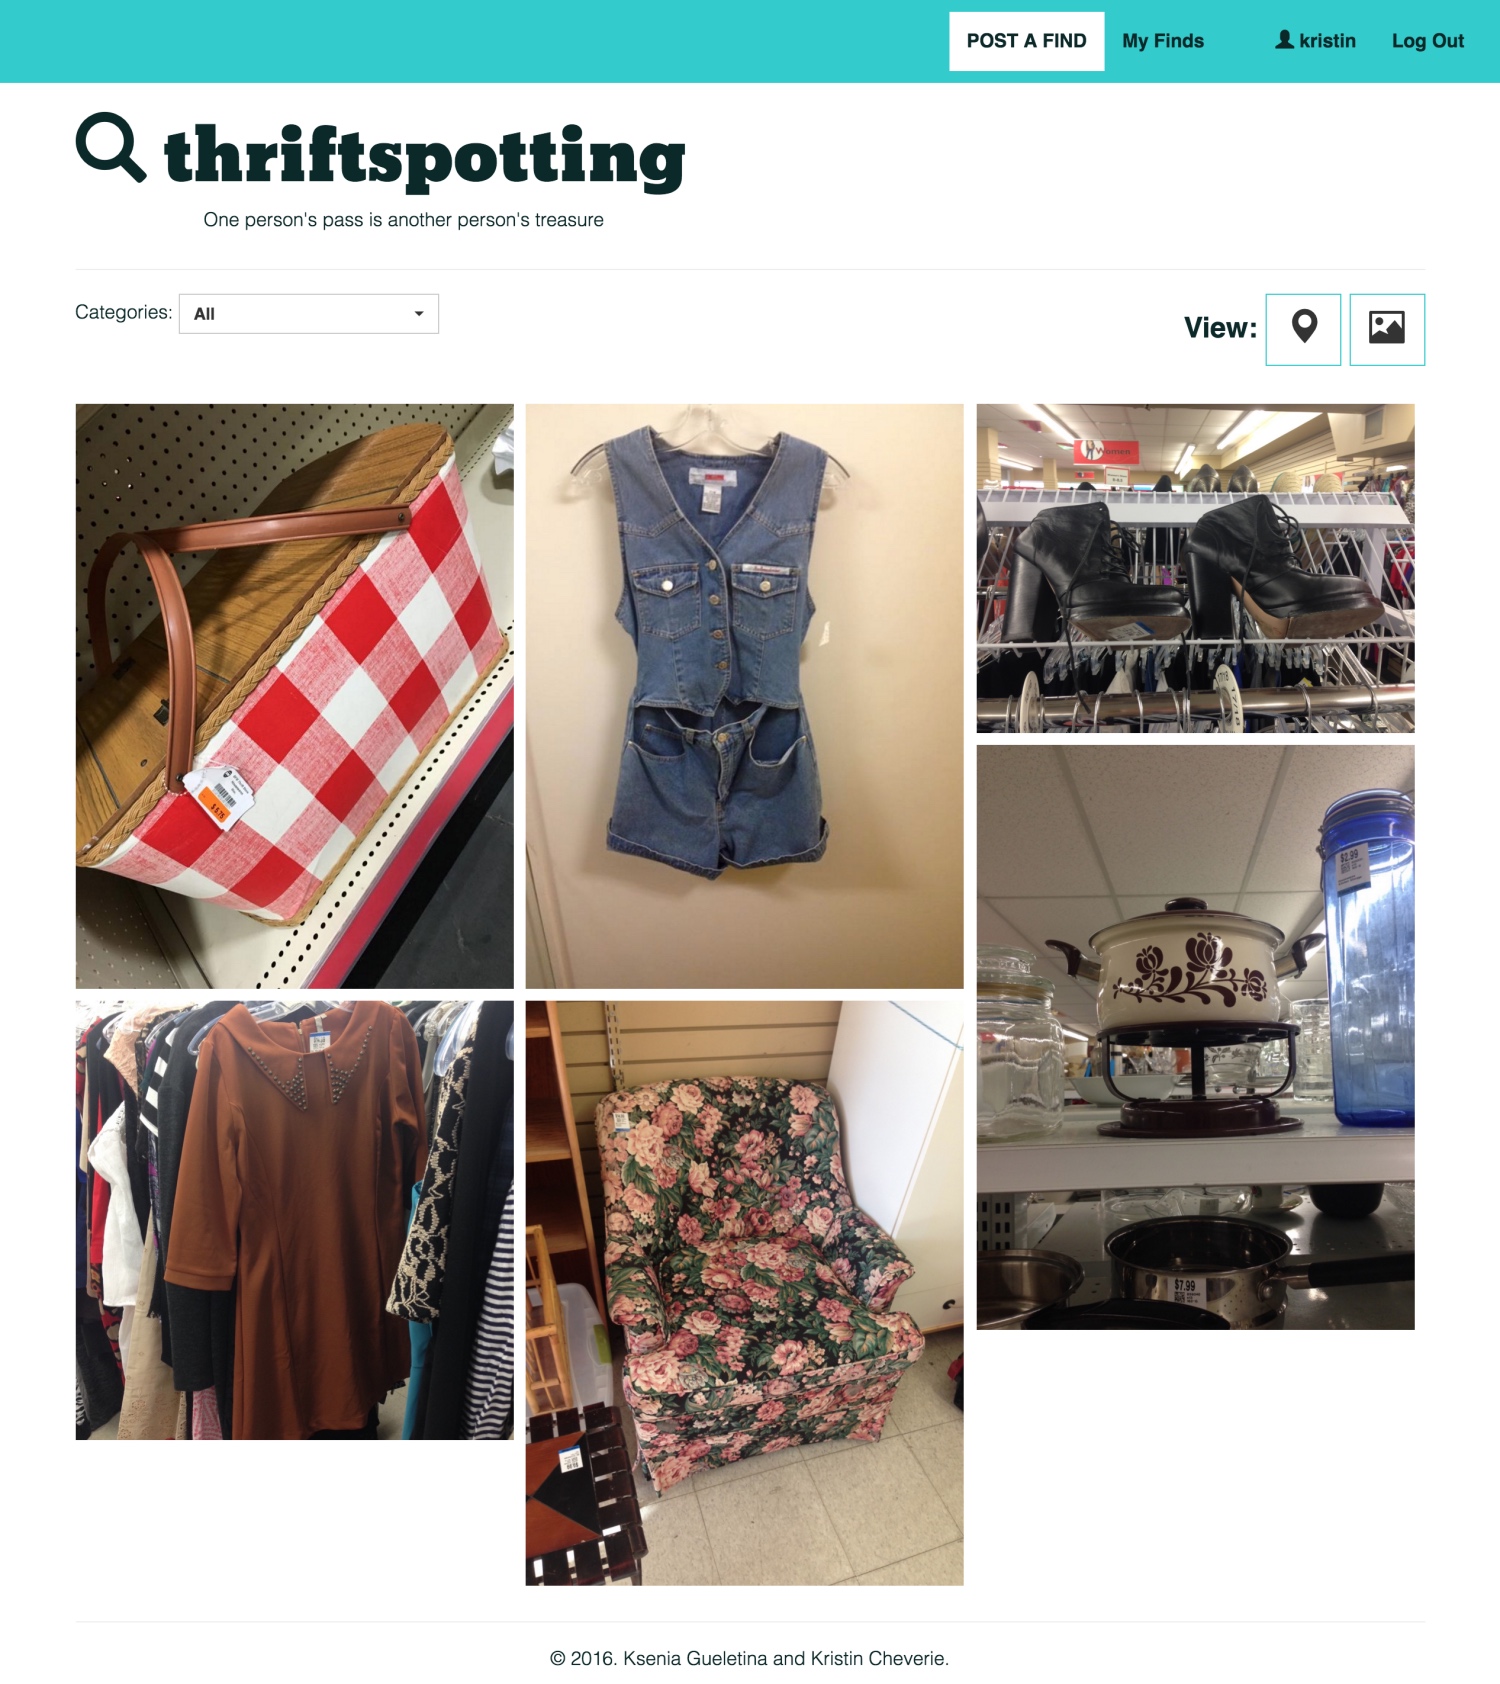 POST A FIND
My Finds
kristin
Log Out
thriftspotting
One person's pass is another person's treasure
Categories:
All
View:
Women
$2.99
$7.99
© 2016. Ksenia Gueletina and Kristin Cheverie.